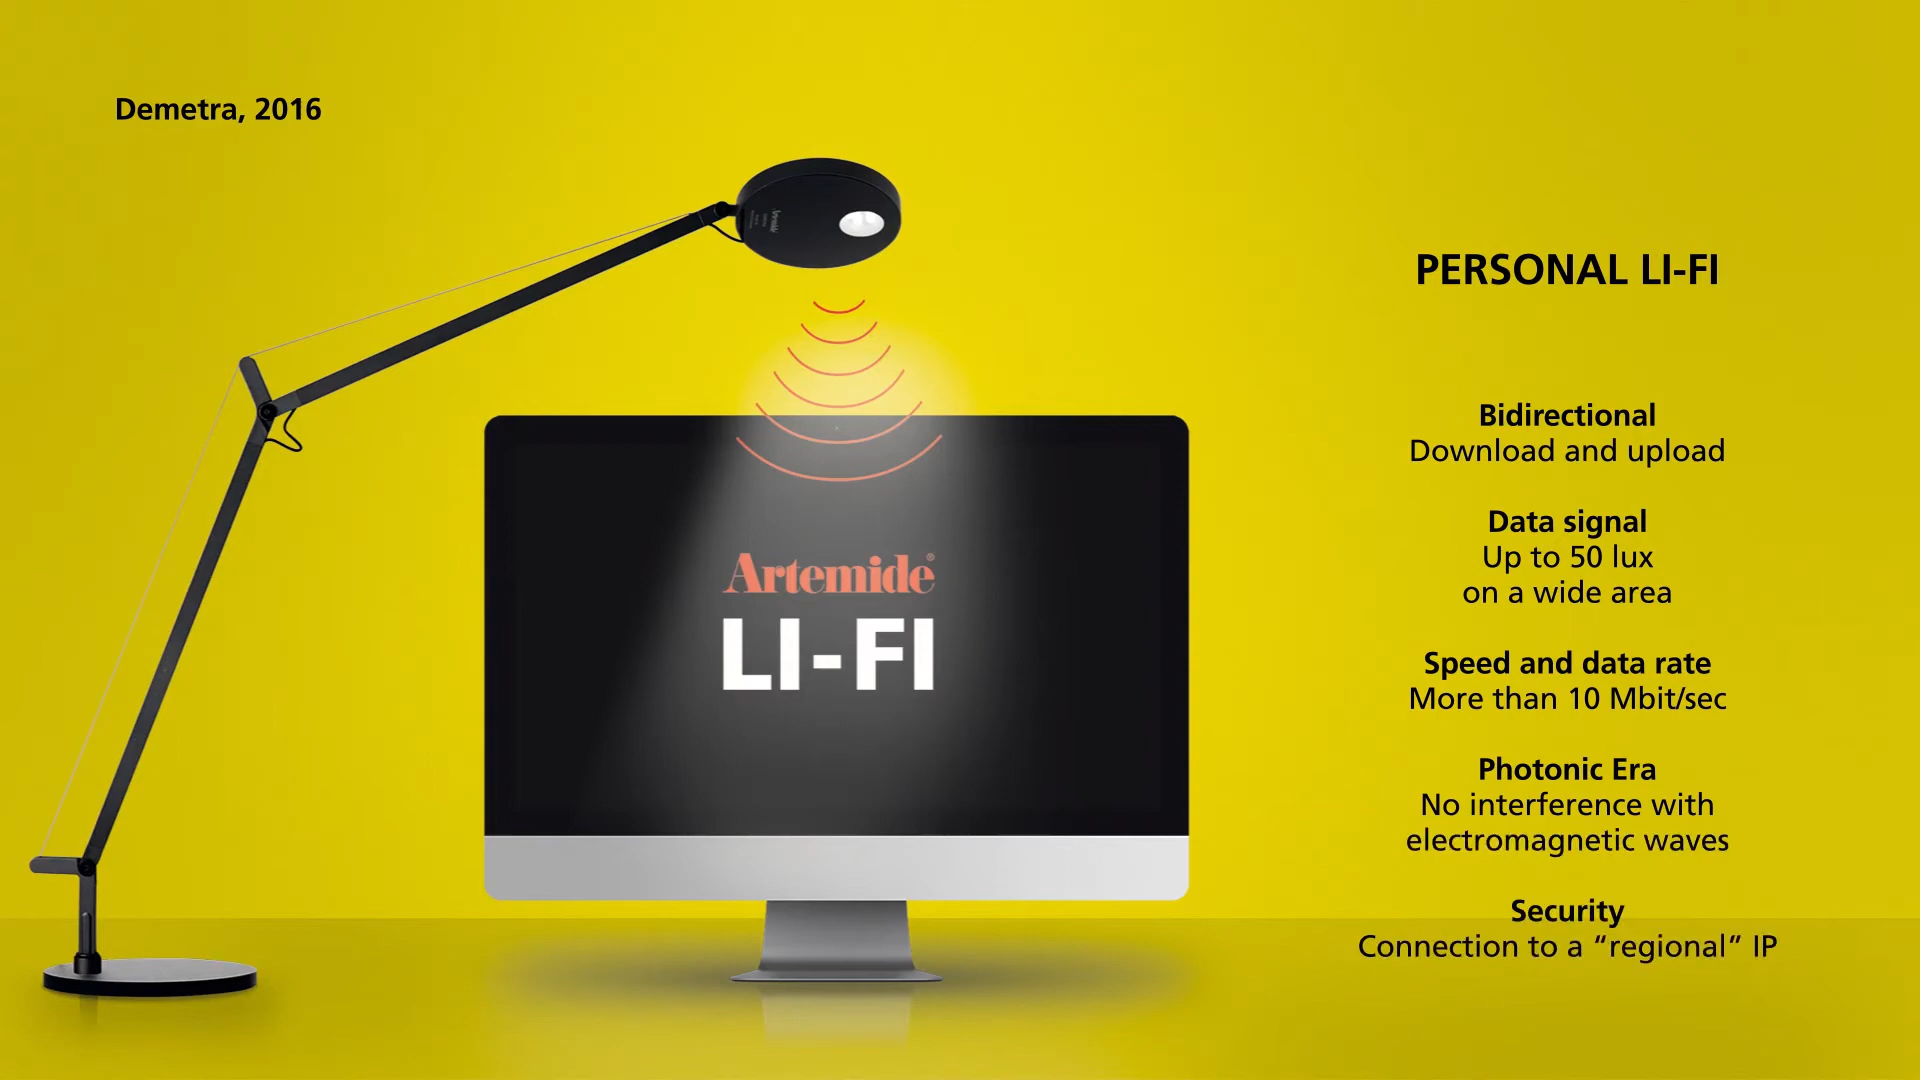 Demetra, 2016
PERSONAL LI-FI
Bidirectional
Download and upload
Data signal
Up to 50 lux
on a wide area
Speed and data rate
More than 10 Mbit/sec
Photonic Era
No interference with
electromagnetic waves
Security
Connection to a “regional” IP
Artemide®
LI-FI
Artemide